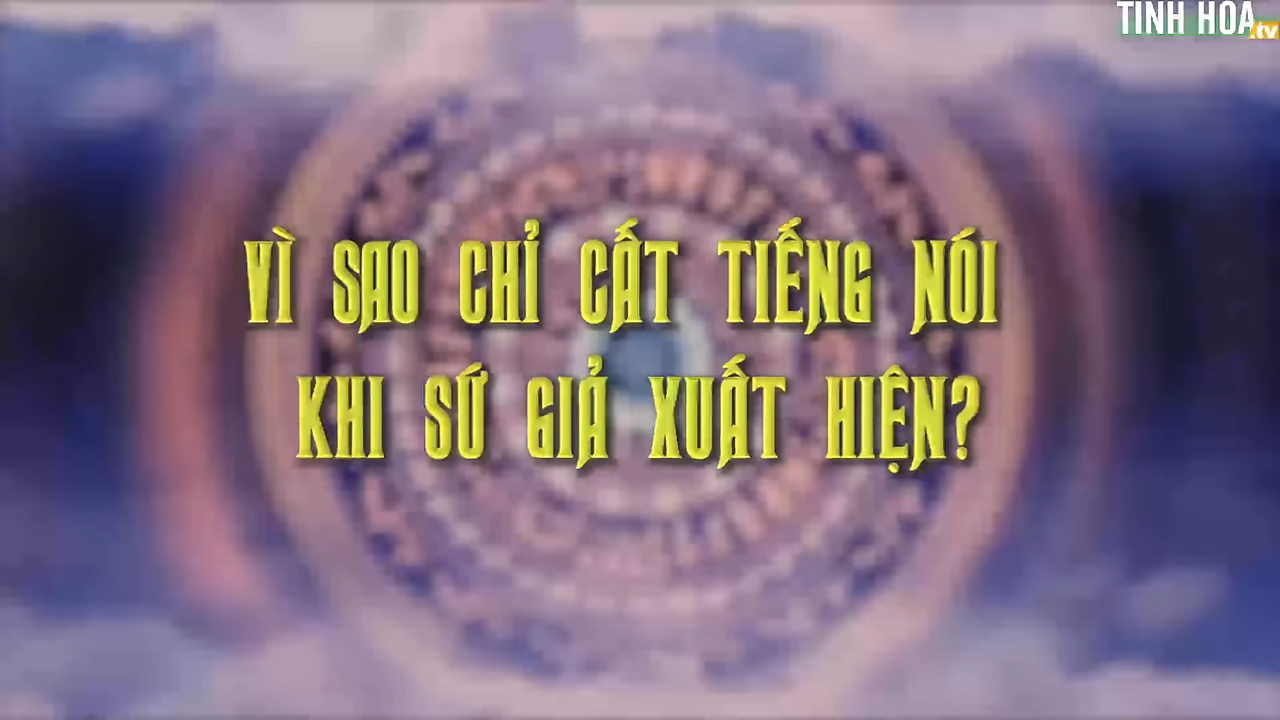 TINH HOA.tv
VÌ SAO CHỈ CẤT TIẾNG NÓI
KHI SỨ GIẢ XUẤT HIỆN?